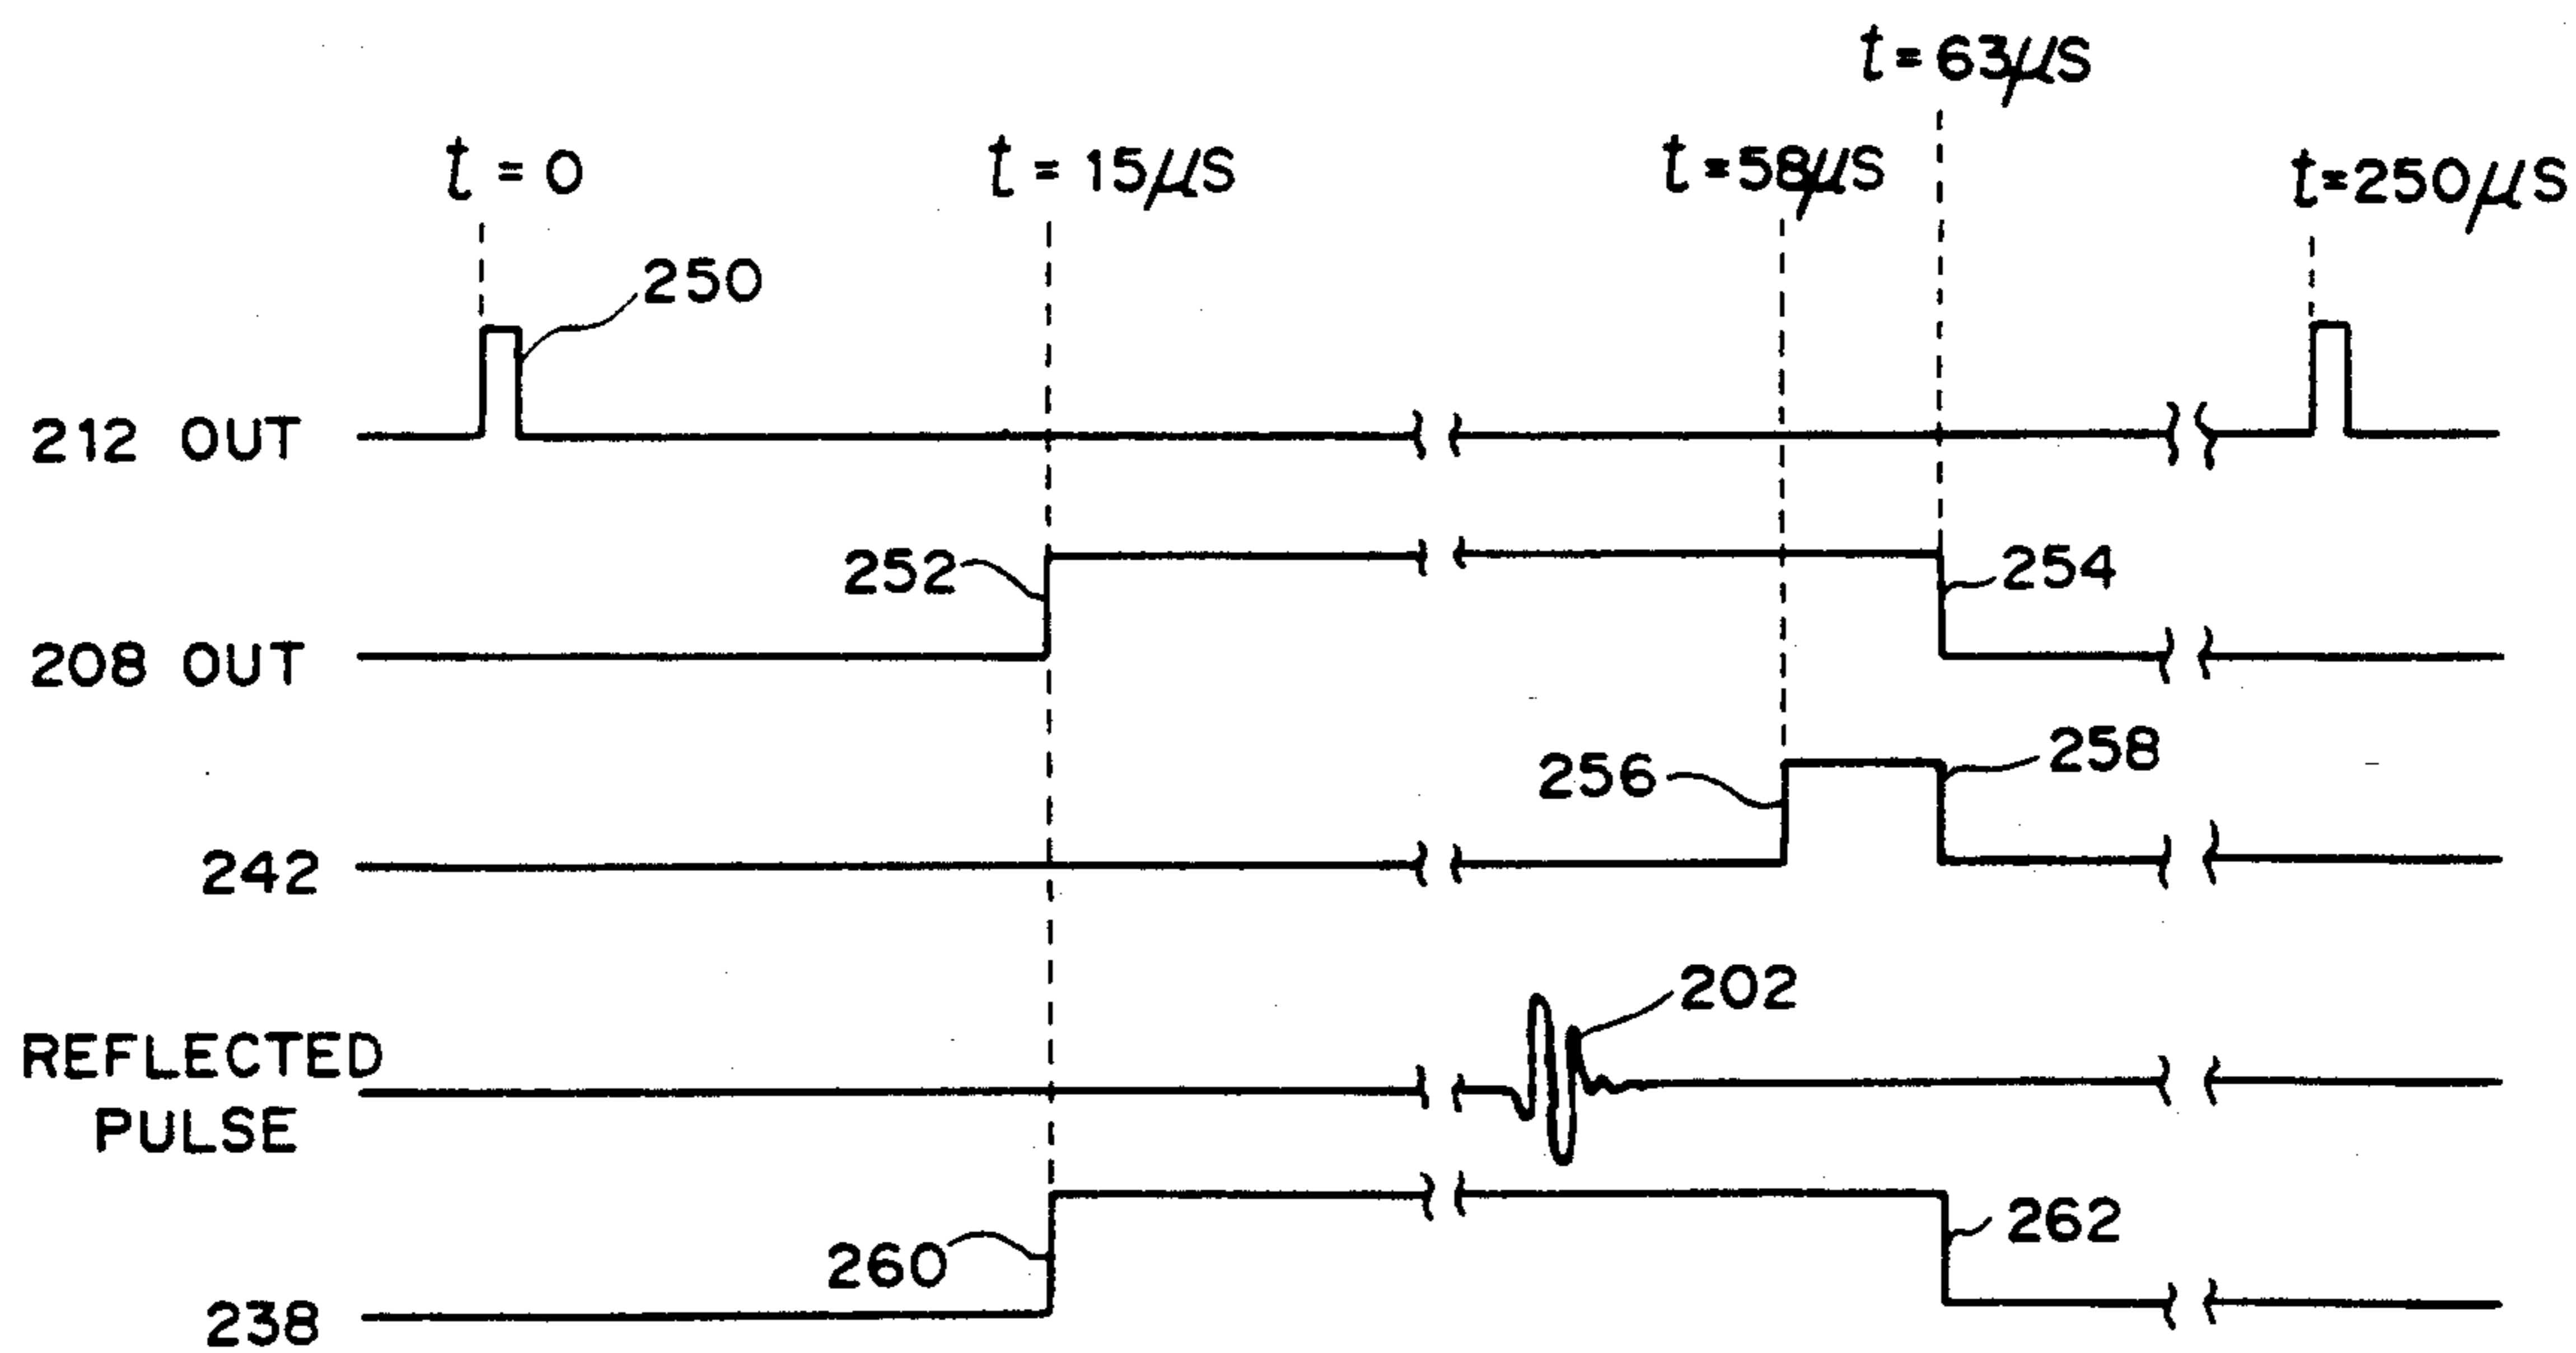 t = 63μS
t = 0
t = 15μS
t = 58μS
t = 250μS
250
212 OUT
252
254
208 OUT
256
258
242
202
REFLECTED
PULSE
260
262
238